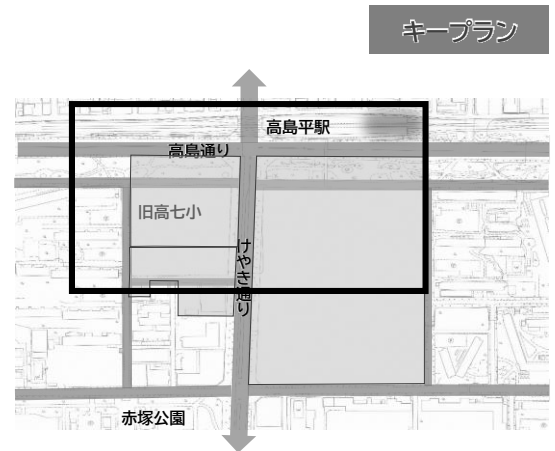 キープラン
高島平駅
高島通り
旧高七小
けやき通り
赤塚公園